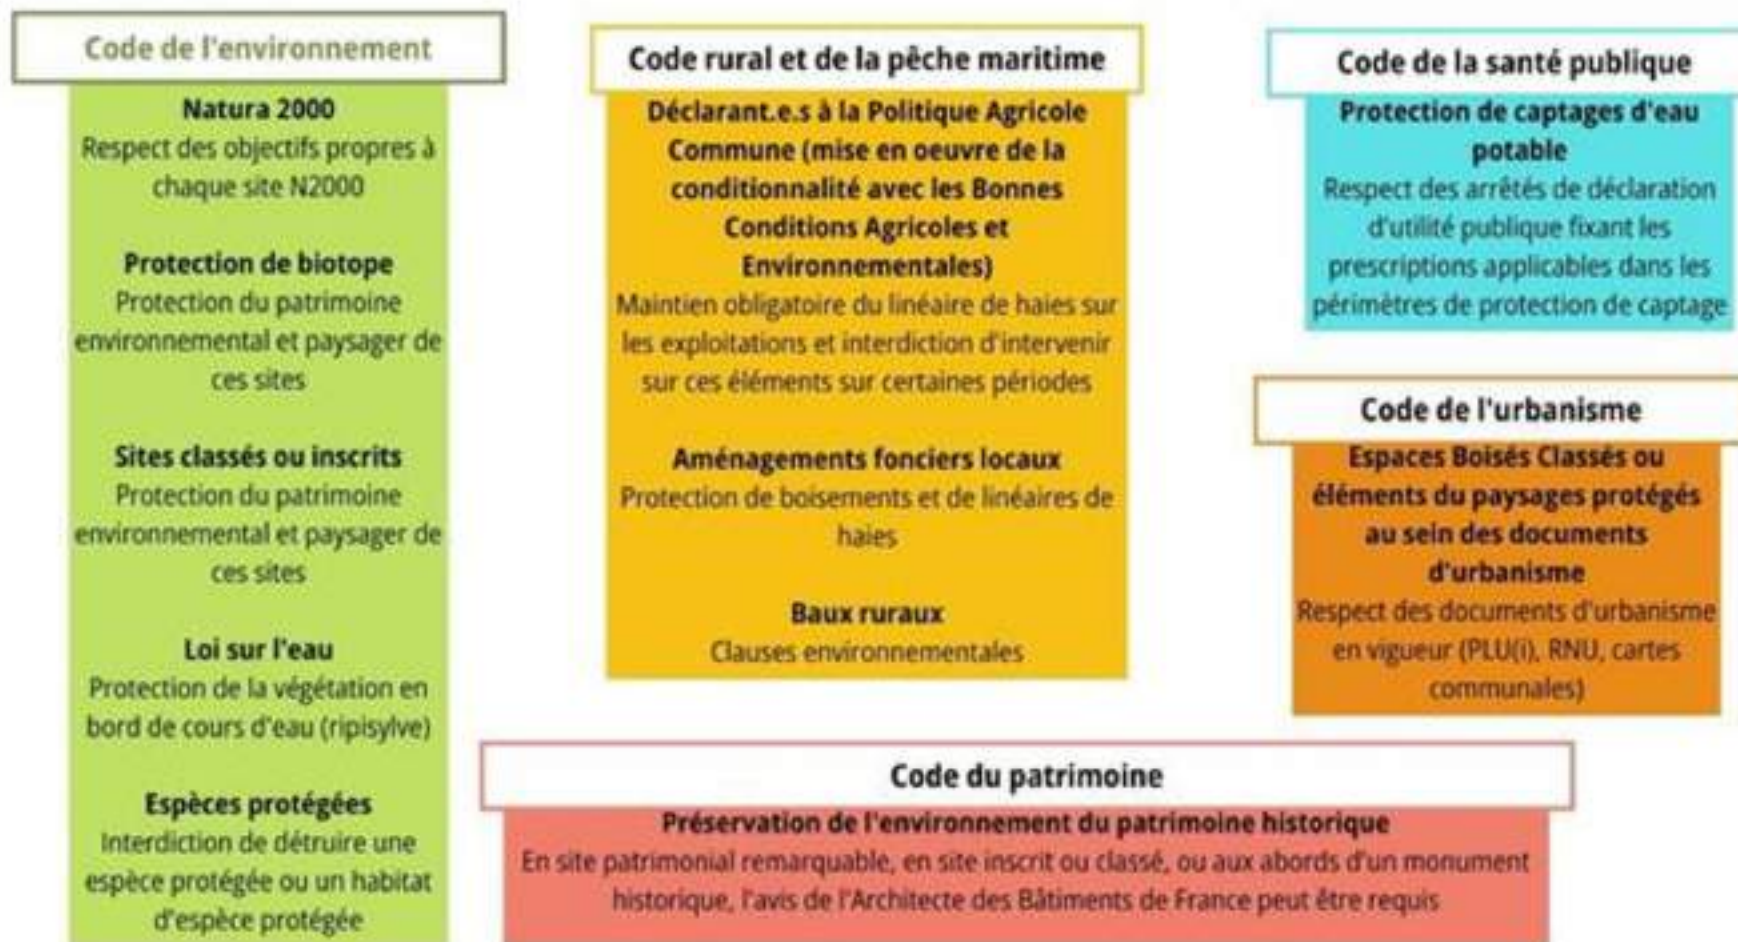 Code de l'environnement
Natura 2000
Respect des objectifs propres à
chaque site N2000
Protection de biotope
Protection du patrimoine
environnemental et paysager de
ces sites
Sites classés ou inscrits
Protection du patrimoine
environnemental et paysager de
ces sites
Loi sur l'eau
Protection de la végétation en
bord de cours d'eau (ripisylve)
Espèces protégées
Interdiction de détruire une
espèce protégée ou un habitat
d'espèce protégée
Code rural et de la pêche maritime
Déclarant.e.s à la Politique Agricole
Commune (mise en oeuvre de la
conditionnalité avec les Bonnes
Conditions Agricoles et
Environnementales)
Maintien obligatoire du linéaire de haies sur
les exploitations et interdiction d'intervenir
sur ces éléments sur certaines périodes
Aménagements fonciers locaux
Protection de boisements et de linéaires de
haies
Baux ruraux
Clauses environnementales
Code de la santé publique
Protection de captages d'eau
potable
Respect des arrêtés de déclaration
d'utilité publique fixant les
prescriptions applicables dans les
périmètres de protection de captage
Code de l'urbanisme
Espaces Boisés Classés ou
éléments du paysages protégés
au sein des documents
d'urbanisme
Respect des documents d'urbanisme
en vigueur (PLU(i), RNU, cartes
communales)
Code du patrimoine
Préservation de l'environnement du patrimoine historique
En site patrimonial remarquable, en site inscrit ou classé, ou aux abords d'un monument
historique, l'avis de l'Architecte des Bâtiments de France peut être requis